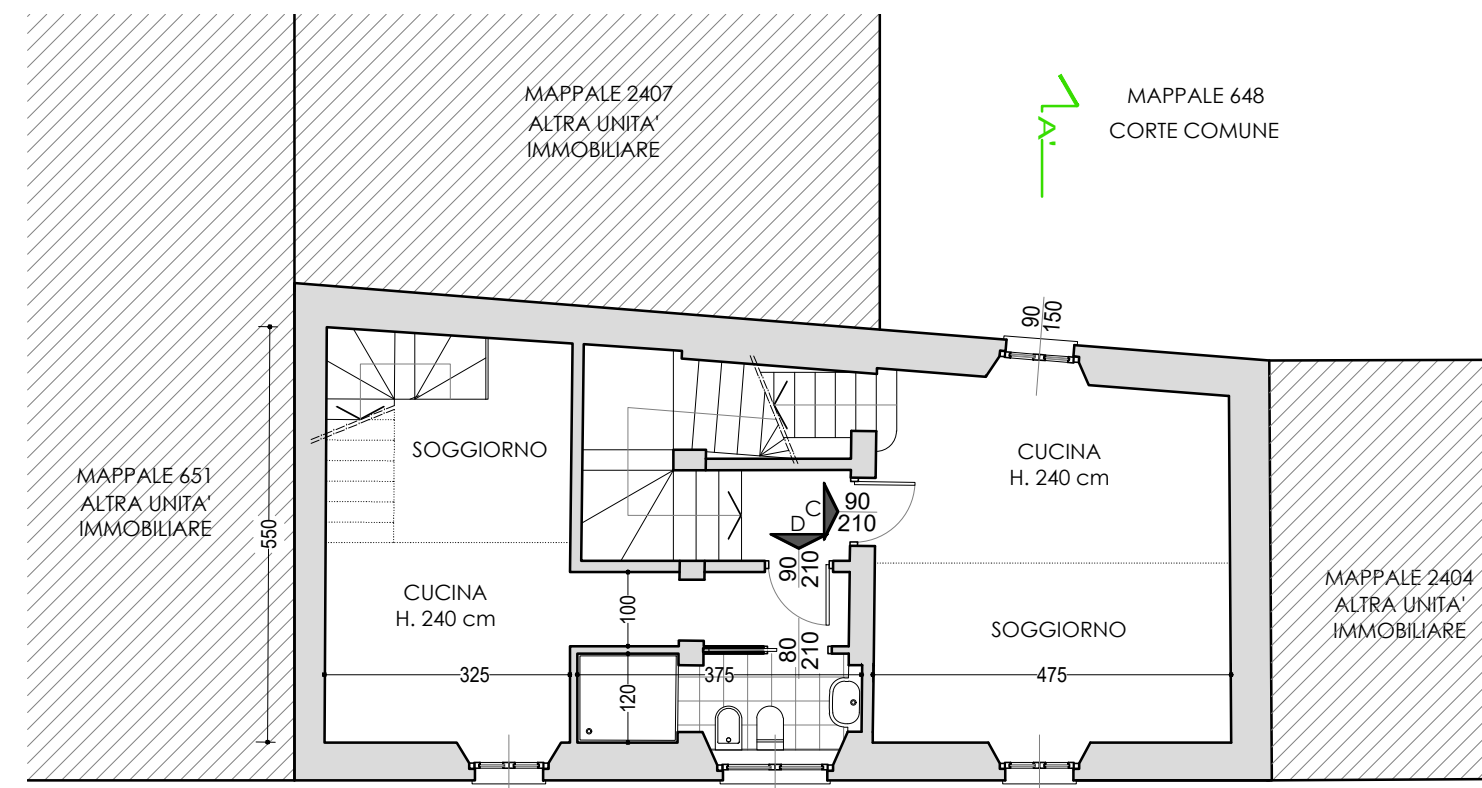 MAPPALE 2407
ALTRA UNITA'
IMMOBILIARE
MAPPALE 648
CORTE COMUNE
A'
90
150
SOGGIORNO
CUCINA
H. 240 cm
MAPPALE 651
ALTRA UNITA'
IMMOBILIARE
550
C
D
90
210
90
210
CUCINA
H. 240 cm
100
MAPPALE 2404
ALTRA UNITA'
IMMOBILIARE
SOGGIORNO
80
210
325
120
375
475